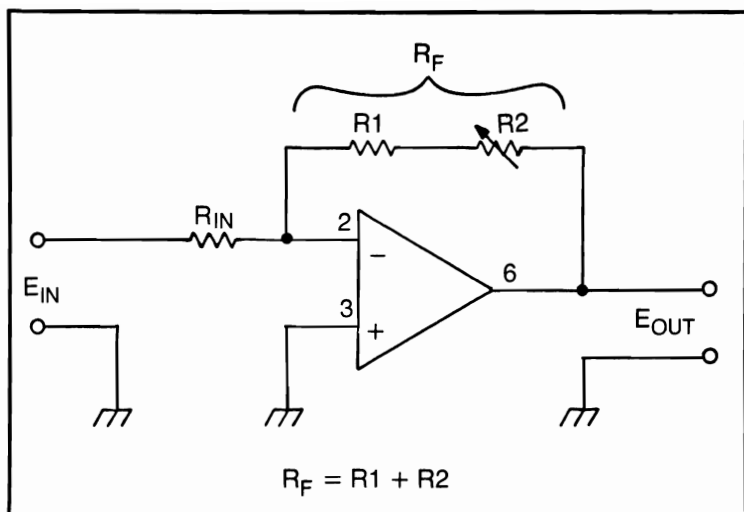 R_F
R1 R2
R_IN
2
−
6
E_IN
3
+
E_OUT
R_F = R1 + R2